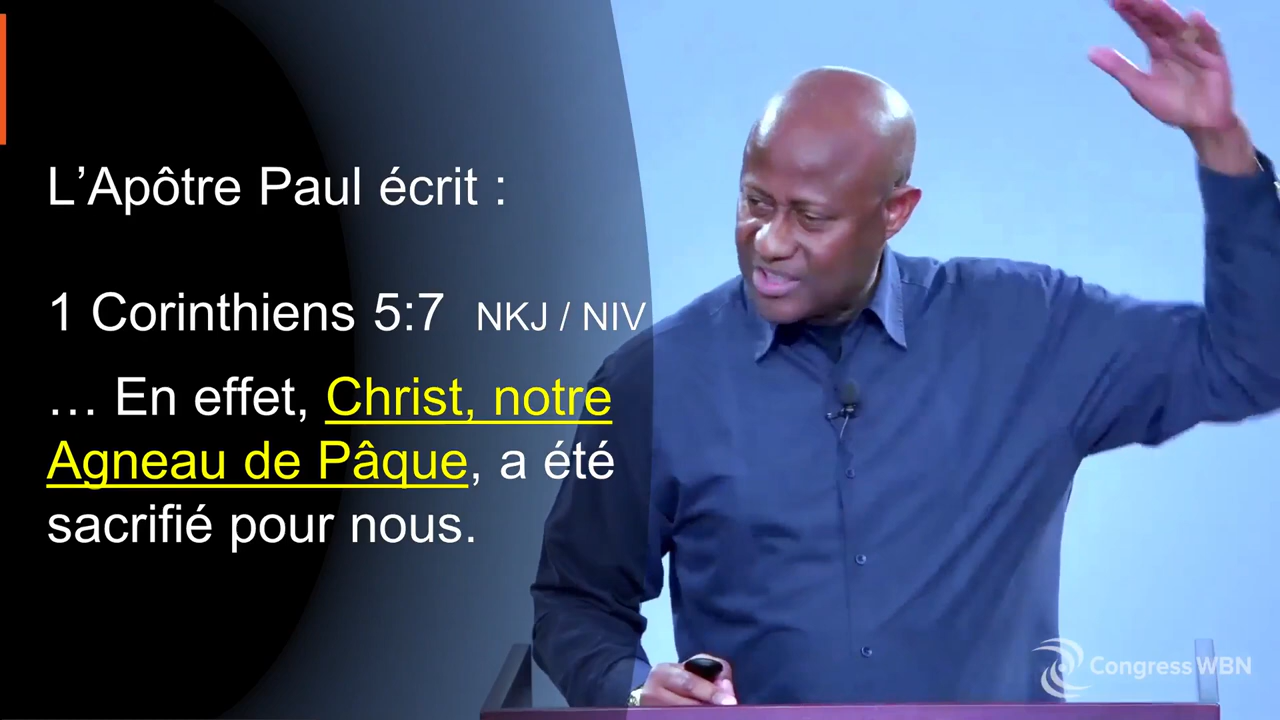 L’Apôtre Paul écrit :
1 Corinthiens 5:7 NKJ / NIV
… En effet, Christ, notre
Agneau de Pâque, a été
sacrifié pour nous.
Congress WBN